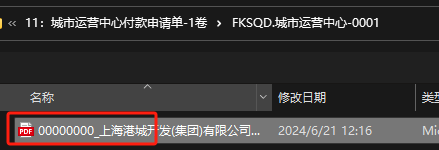 « 11：城市运营中心付款申请单-1卷 › FKSQD.城市运营中心-0001
名称 修改日期 类
PDF 00000000_上海港城开发(集团)有限公司... 2024/6/21 12:16 Mi